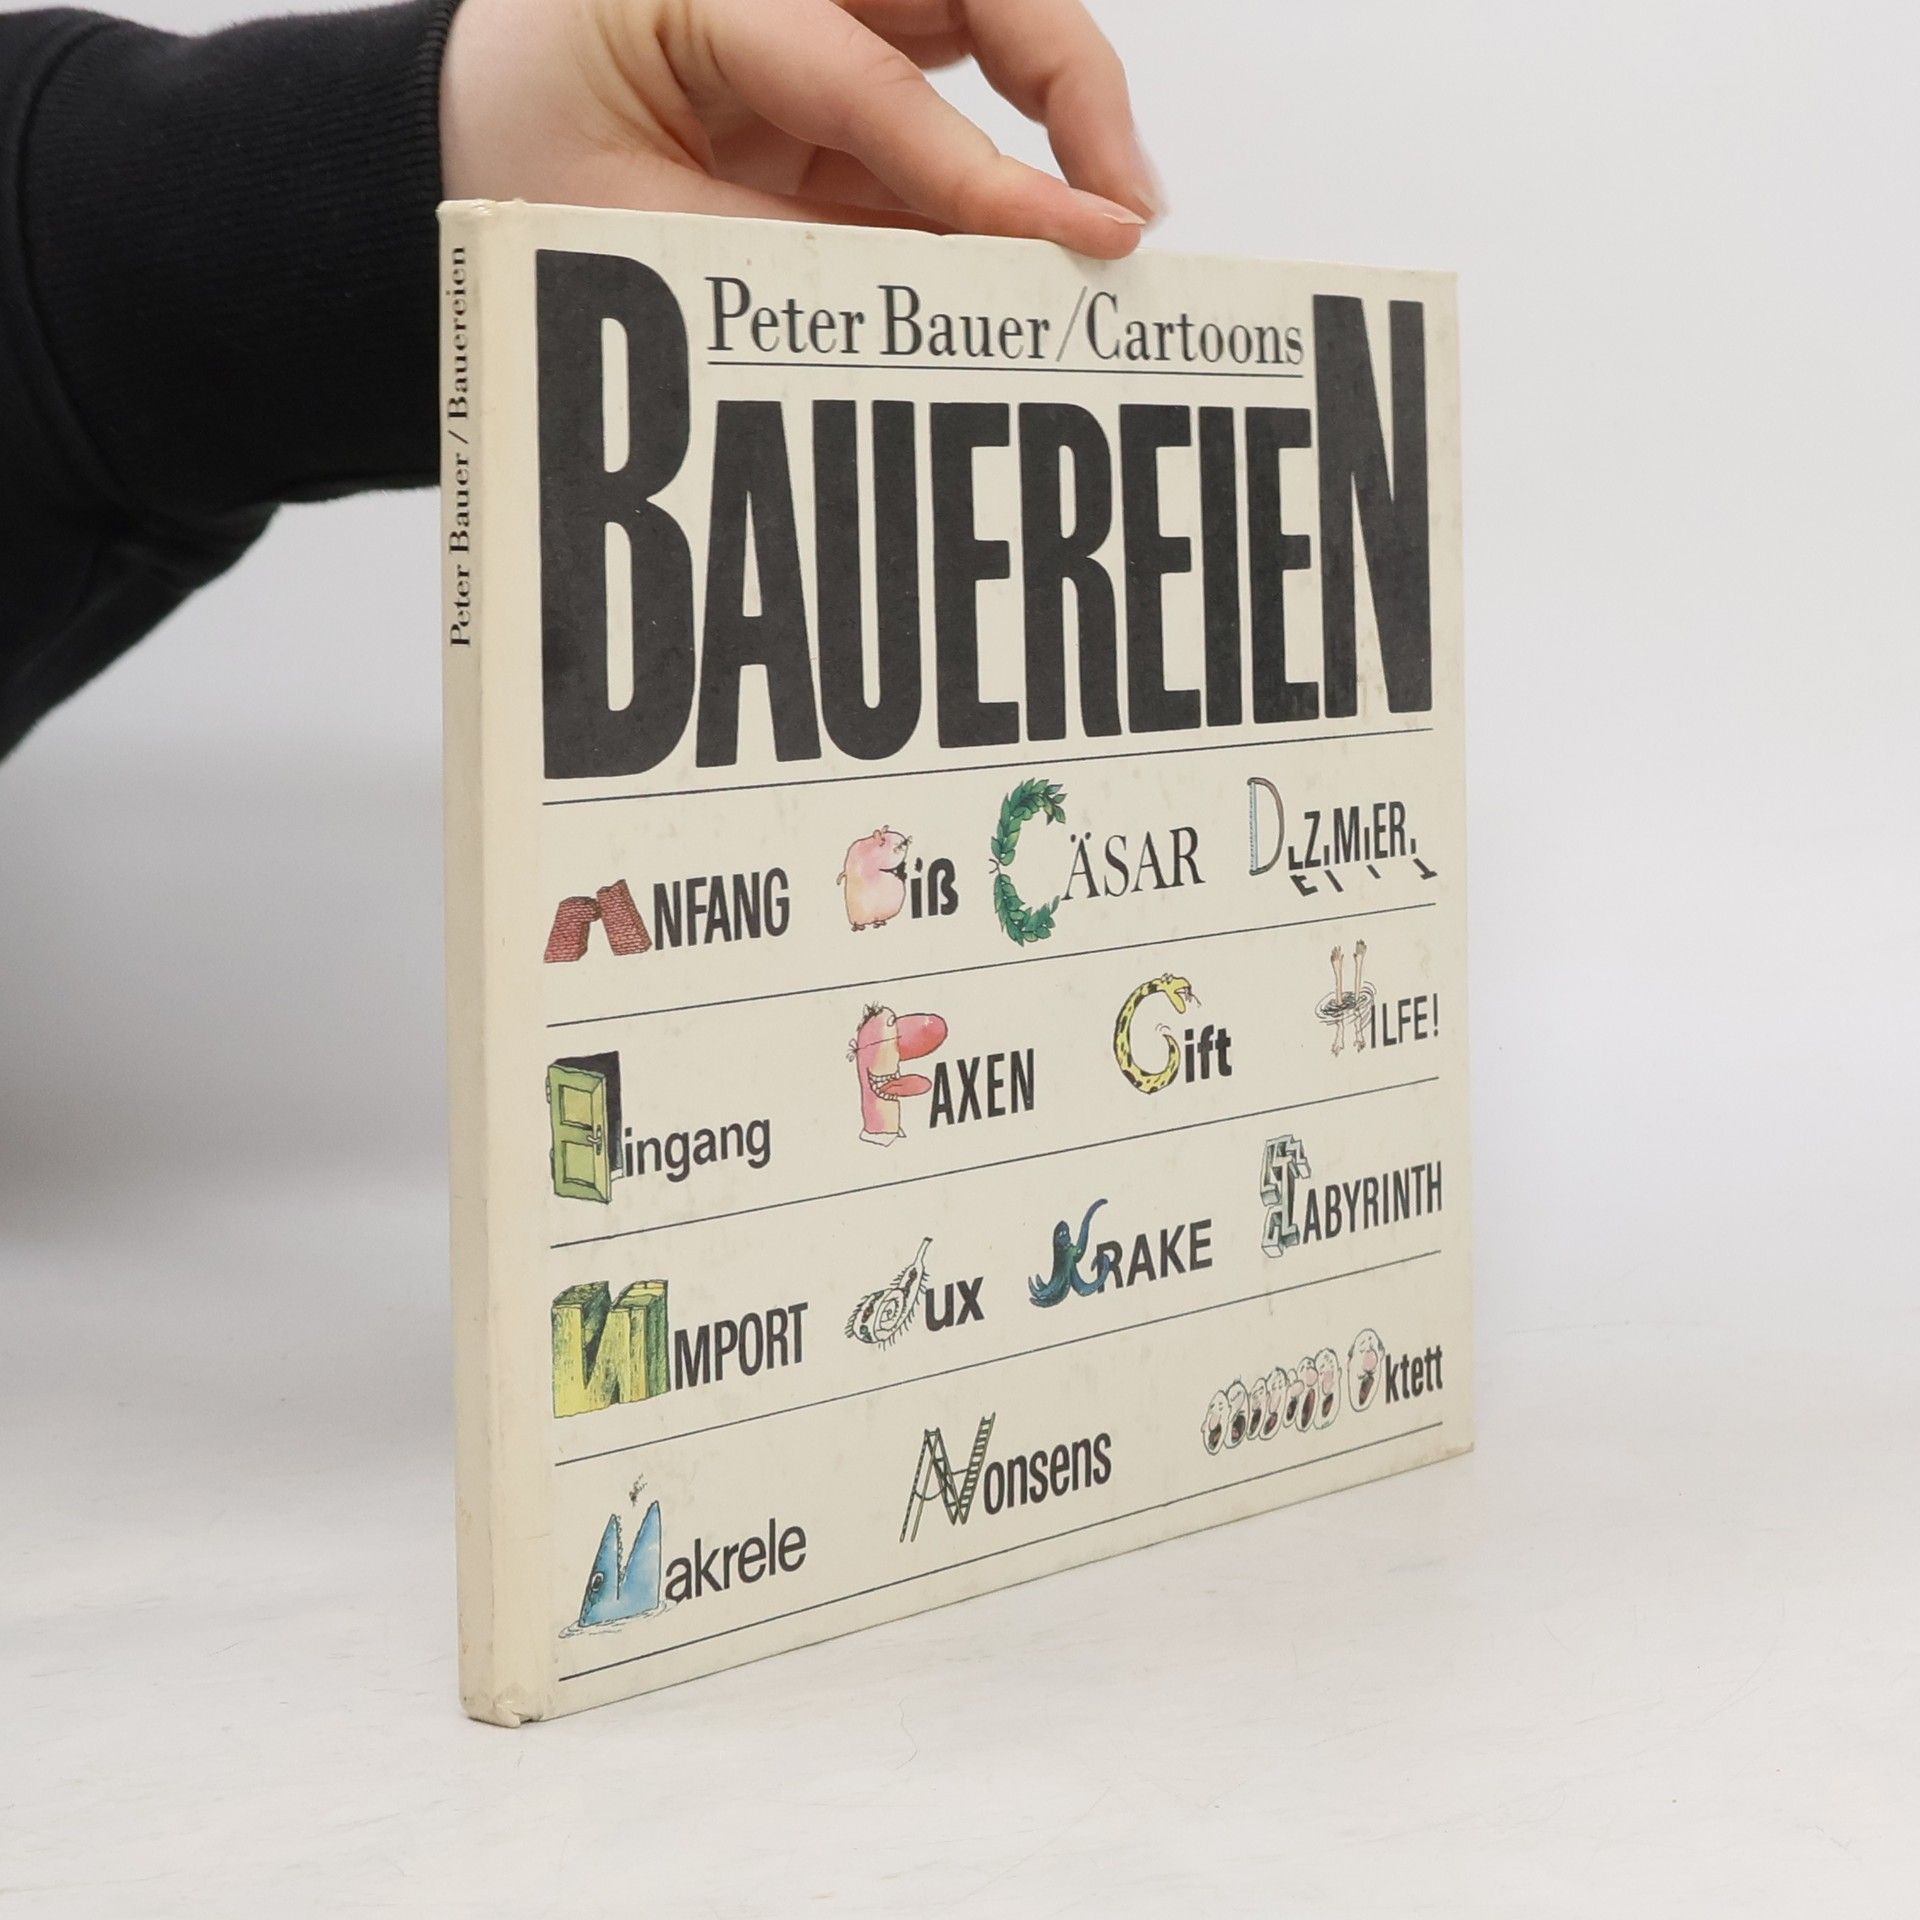 Peter Bauer / Bauereien
Peter Bauer/Cartoons
BAUEREIEN
ANFANG Biß CÄSAR DEZIMIERT
Eingang FAXEN Gift HILFE!
IMPORT Jux KRAKE LABYRINTH
Makrele Nonsens Oktett